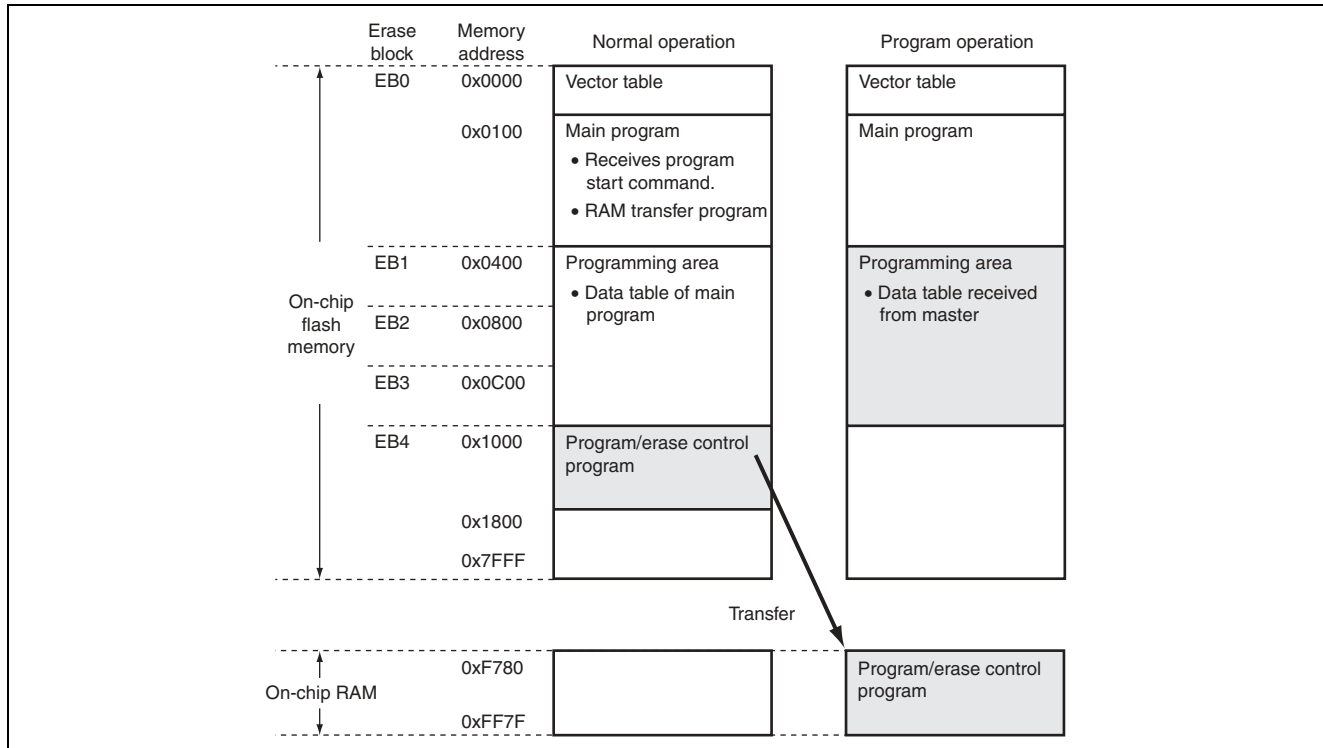 Erase block
Memory address
Normal operation
Program operation
EB0
0x0000
Vector table
Vector table
0x0100
Main program
• Receives program
start command.
• RAM transfer program
Main program
EB1
0x0400
Programming area
• Data table of main
program
Programming area
• Data table received
from master
On-chip
flash
memory
EB2
0x0800
EB3
0x0C00
EB4
0x1000
Program/erase control
program
0x1800
0x7FFF
Transfer
On-chip RAM
0xF780
0xFF7F
Program/erase control
program